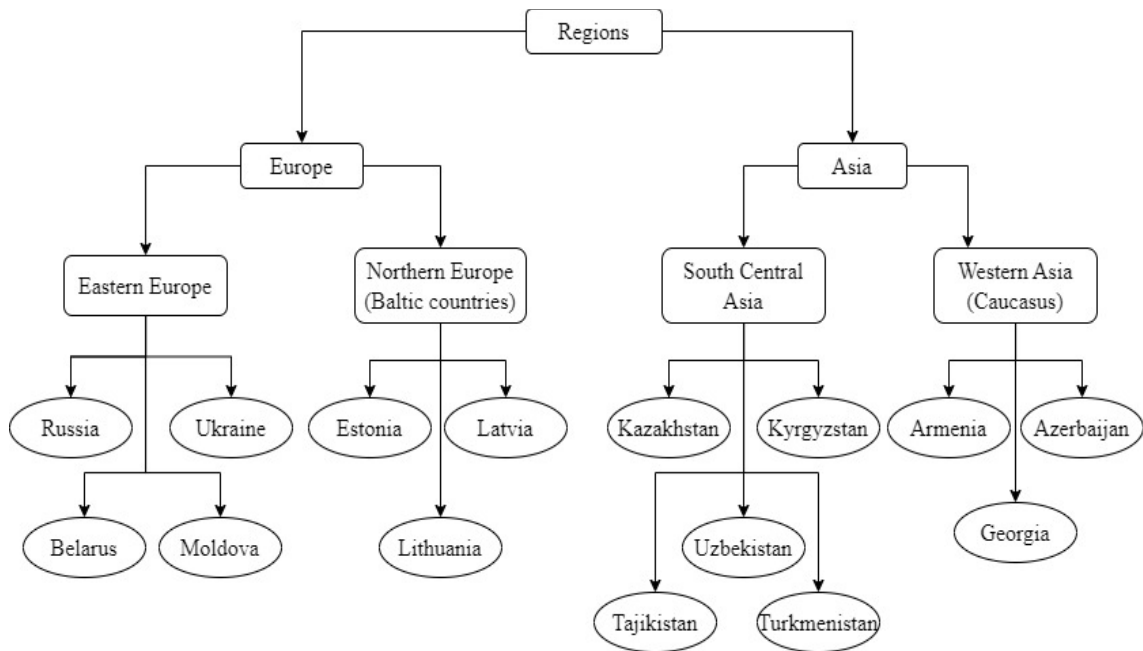 Regions
Europe
Asia
Eastern Europe
Northern Europe
(Baltic countries)
South Central
Asia
Western Asia
(Caucasus)
Russia
Ukraine
Estonia
Latvia
Kazakhstan
Kyrgyzstan
Armenia
Azerbaijan
Belarus
Moldova
Lithuania
Uzbekistan
Georgia
Tajikistan
Turkmenistan